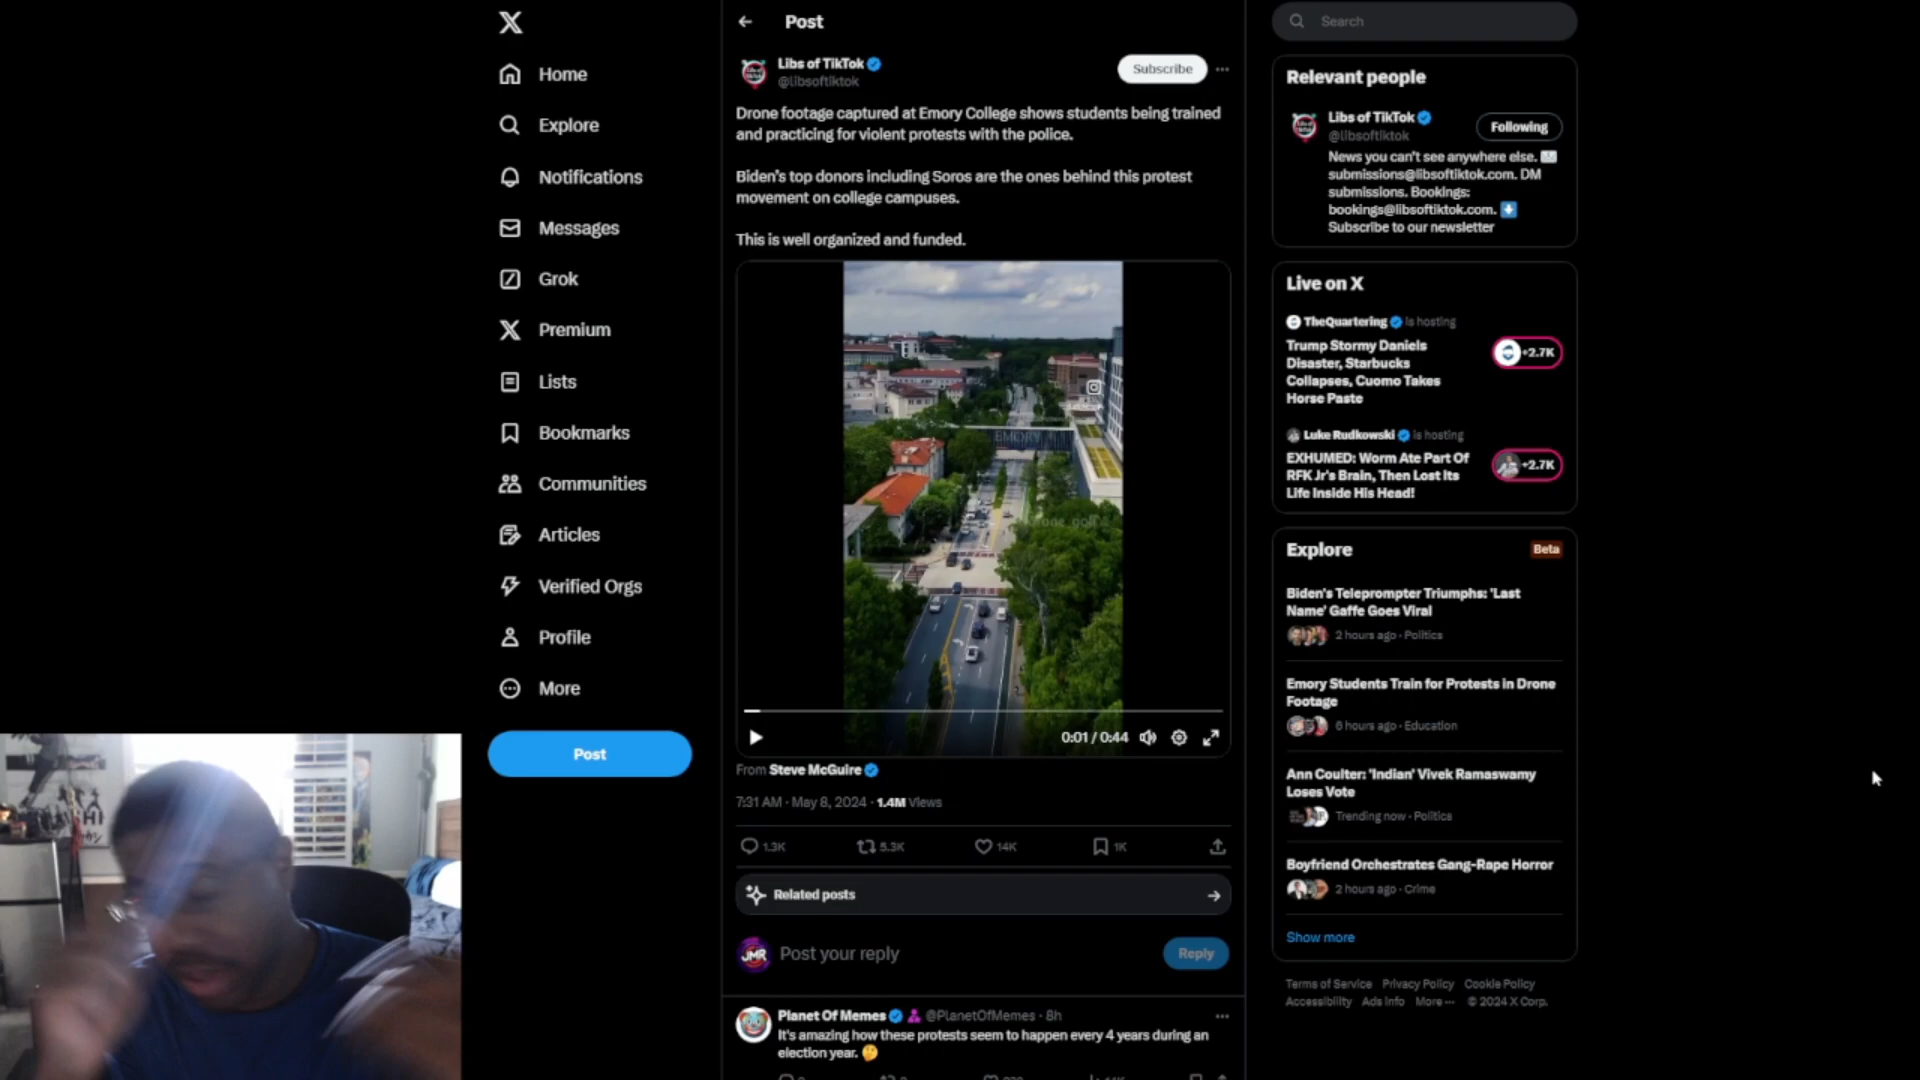 Home
Explore
Notifications
Messages
Grok
Premium
Lists
Bookmarks
Communities
Articles
Verified Orgs
Profile
More
Post
Post
Libs of TikTok
@libsoftiktok
Subscribe
Drone footage captured at Emory College shows students being trained
and practicing for violent protests with the police.
Biden's top donors including Soros are the ones behind this protest
movement on college campuses.
This is well organized and funded.
EMORY
0:01 / 0:44
From Steve McGuire
7:31 AM · May 8, 2024 · 1.4M Views
1.3K
5.3K
14K
1K
Related posts
JMR
Post your reply
Reply
Planet Of Memes @PlanetOfMemes · 8h
It's amazing how these protests seem to happen every 4 years during an
election year.
Search
Relevant people
Libs of TikTok
@libsoftiktok
Following
News you can't see anywhere else.
submissions@libsoftiktok.com. DM
submissions. Bookings:
bookings@libsoftiktok.com.
Subscribe to our newsletter
Live on X
TheQuartering is hosting
Trump Stormy Daniels
Disaster, Starbucks
Collapses, Cuomo Takes
Horse Paste
+2.7K
Luke Rudkowski is hosting
EXHUMED: Worm Ate Part Of
RFK Jr's Brain, Then Lost Its
Life Inside His Head!
+2.7K
Explore
Beta
Biden's Teleprompter Triumphs: 'Last
Name' Gaffe Goes Viral
2 hours ago · Politics
Emory Students Train for Protests in Drone
Footage
6 hours ago · Education
Ann Coulter: 'Indian' Vivek Ramaswamy
Loses Vote
Trending now · Politics
Boyfriend Orchestrates Gang-Rape Horror
2 hours ago · Crime
Show more
Terms of Service Privacy Policy Cookie Policy
Accessibility Ads info More ··· © 2024 X Corp.